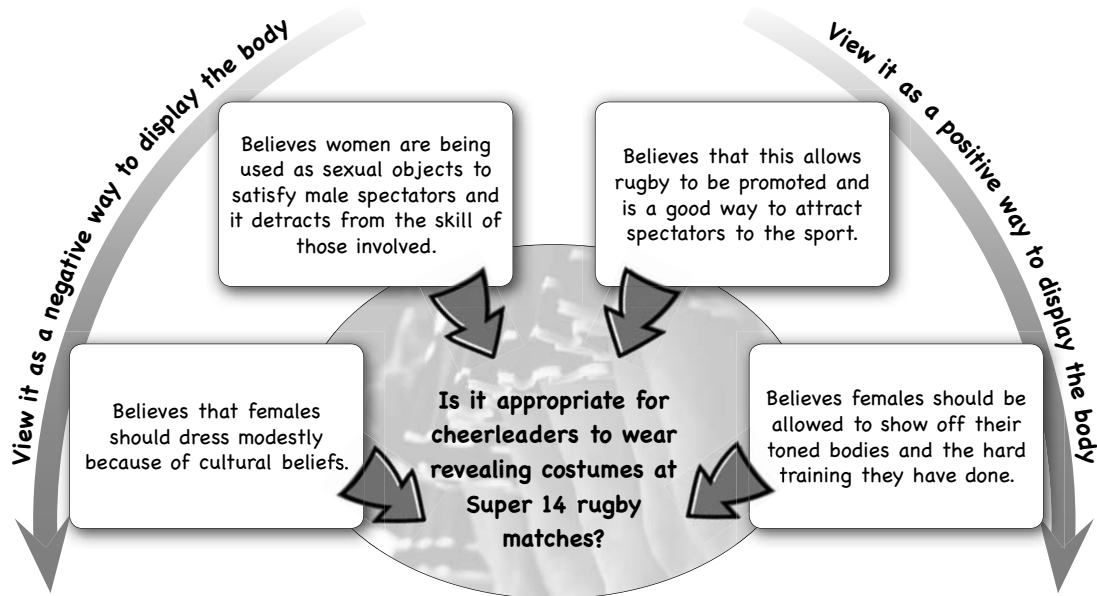 View it as a negative way to display the body
View it as a positive way to display the body
Believes women are being
used as sexual objects to
satisfy male spectators and
it detracts from the skill of
those involved.
Believes that this allows
rugby to be promoted and
is a good way to attract
spectators to the sport.
Believes that females
should dress modestly
because of cultural beliefs.
Is it appropriate for
cheerleaders to wear
revealing costumes at
Super 14 rugby
matches?
Believes females should be
allowed to show off their
toned bodies and the hard
training they have done.